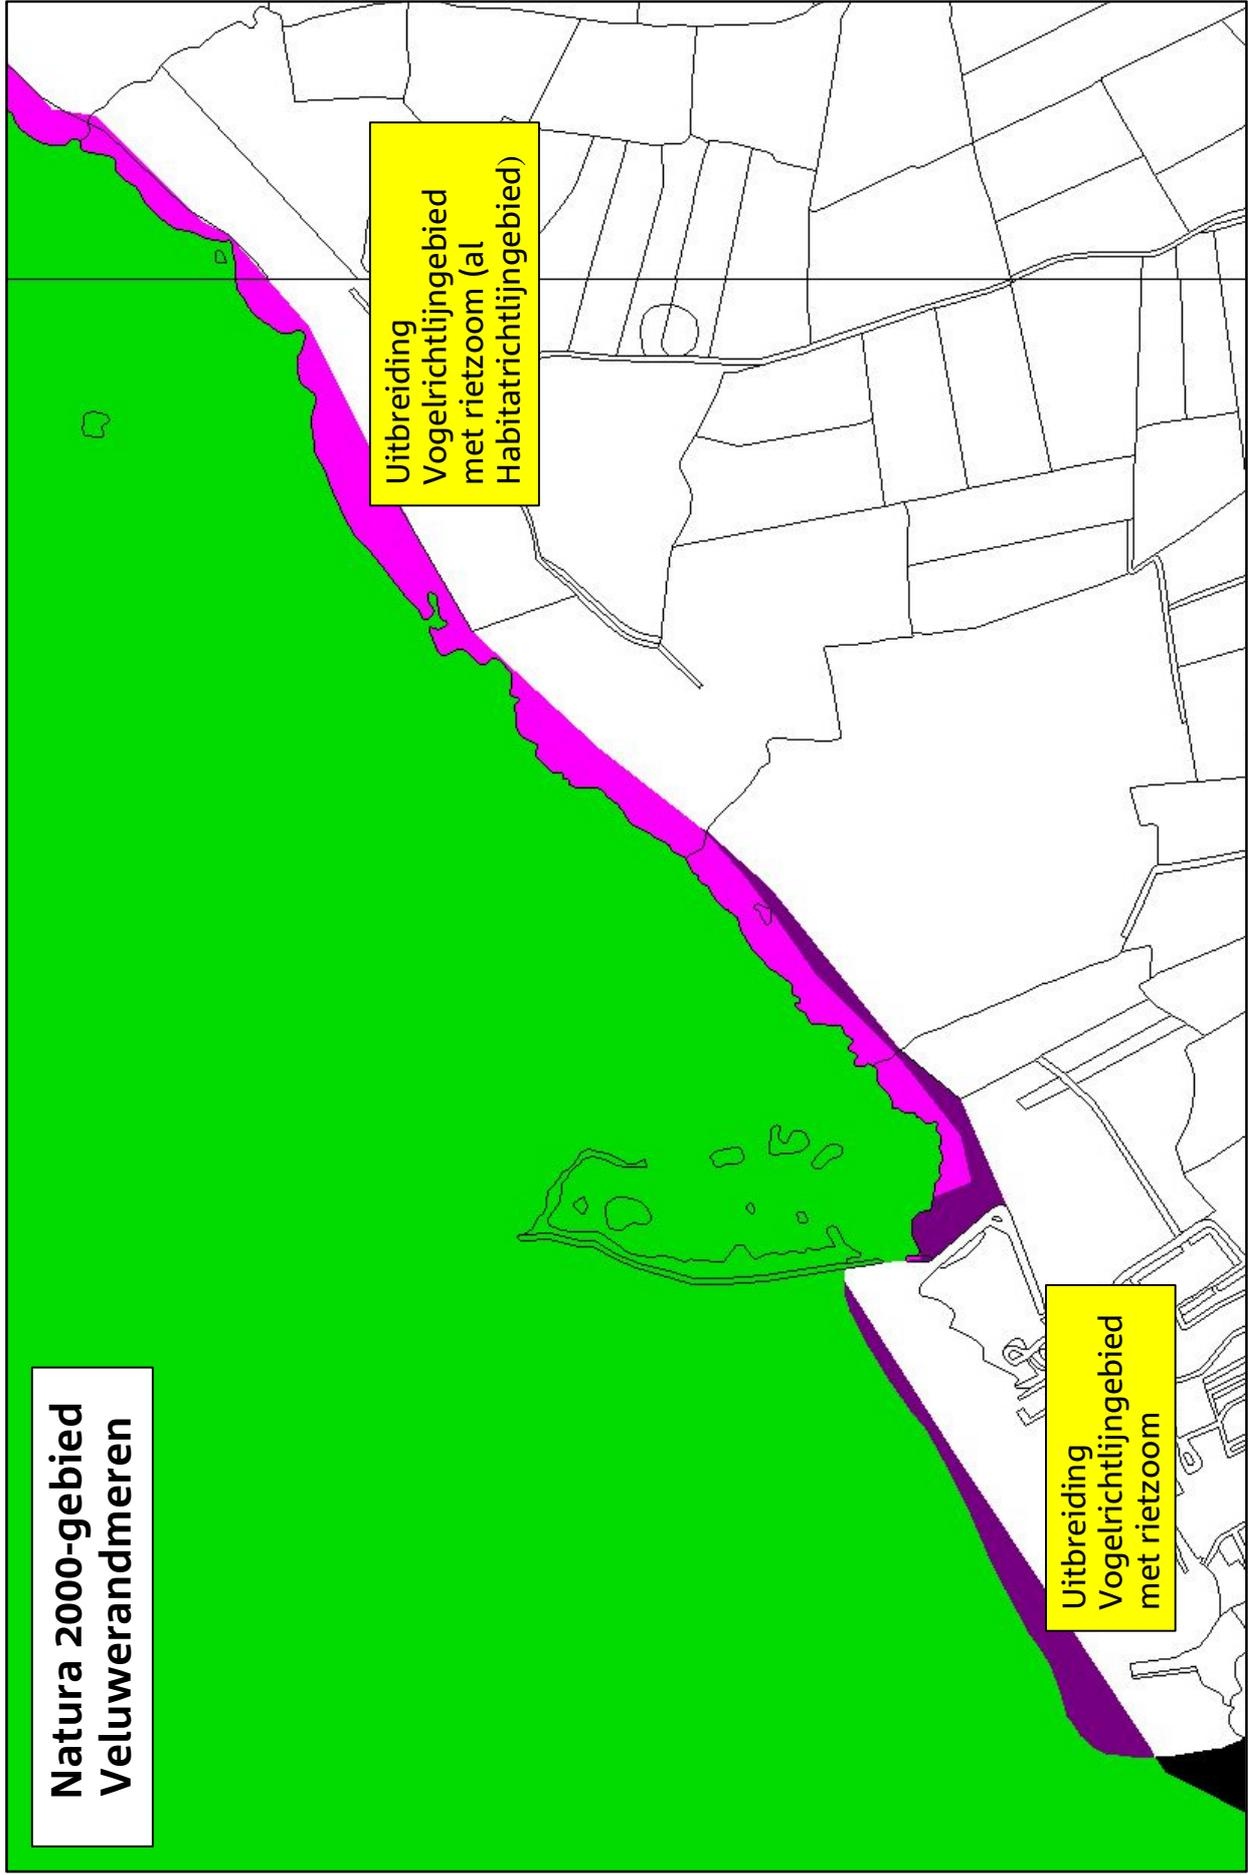 Natura 2000-gebied
Veluwerandmeren
Uitbreiding
Vogelrichtlijngebied
met rietzoom (al
Habitatrichtlijngebied)
Uitbreiding
Vogelrichtlijngebied
met rietzoom